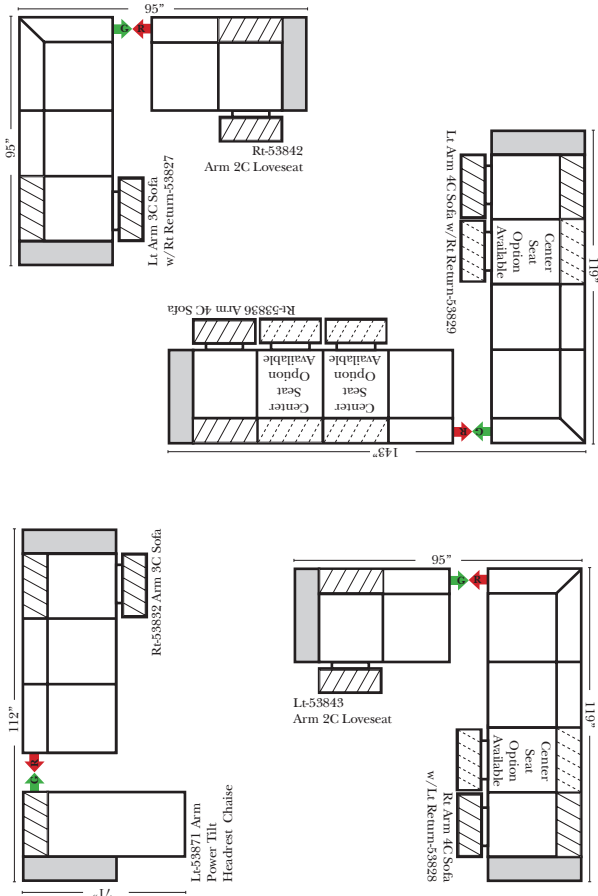 95”
G R
95”
Rt-53842
Arm 2C Loveseat
Lt Arm 3C Sofa
w/Rt Return-53827
Lt Arm 4C Sofa w/Rt Return-53829
Center
Seat
Option
Available
119”
Rt-53836 Arm 4C Sofa
Center
Seat
Option
Available
Center
Seat
Option
Available
R G
143”
Rt-53832 Arm 3C Sofa
112”
G R
Lt-53871 Arm
Power Tilt
Headrest Chaise
71”
95”
G R
Lt-53843
Arm 2C Loveseat
Center
Seat
Option
Available
119”
Rt Arm 4C Sofa
w/Lt Return-53828